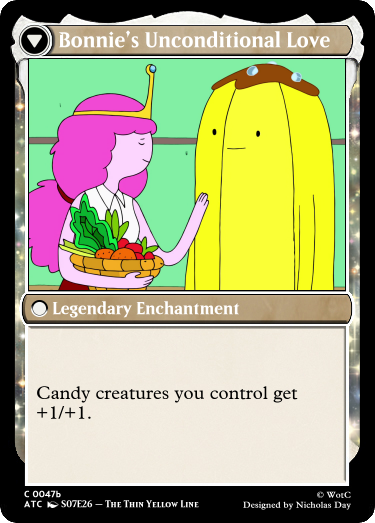 Bonnie's Unconditional Love
Legendary Enchantment
Candy creatures you control get
+1/+1.
C 0047b
© WotC
ATC S07E26 — The Thin Yellow Line
Designed by Nicholas Day